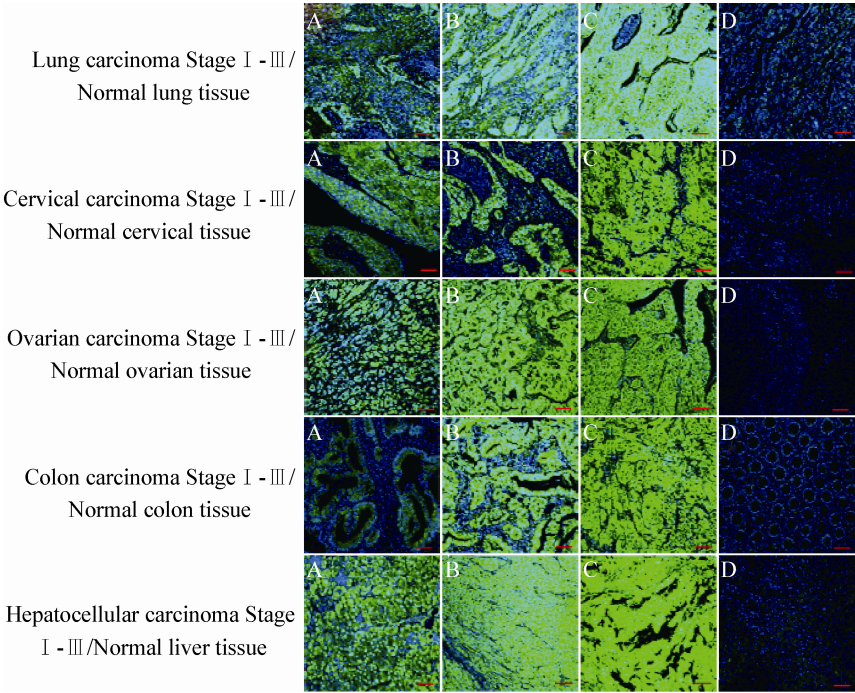 A B C D
Lung carcinoma Stage Ⅰ-Ⅲ/
Normal lung tissue
A B C D
Cervical carcinoma Stage Ⅰ-Ⅲ/
Normal cervical tissue
A B C D
Ovarian carcinoma Stage Ⅰ-Ⅲ/
Normal ovarian tissue
A B C D
Colon carcinoma Stage Ⅰ-Ⅲ/
Normal colon tissue
A B C D
Hepatocellular carcinoma Stage
Ⅰ-Ⅲ/Normal liver tissue